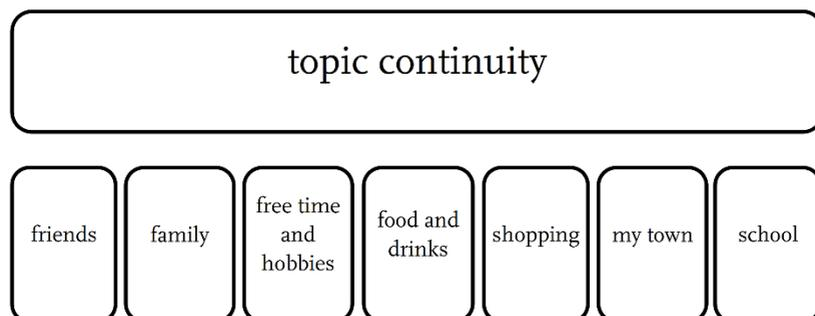 topic continuity
friends
family
free time
and
hobbies
food and
drinks
shopping
my town
school